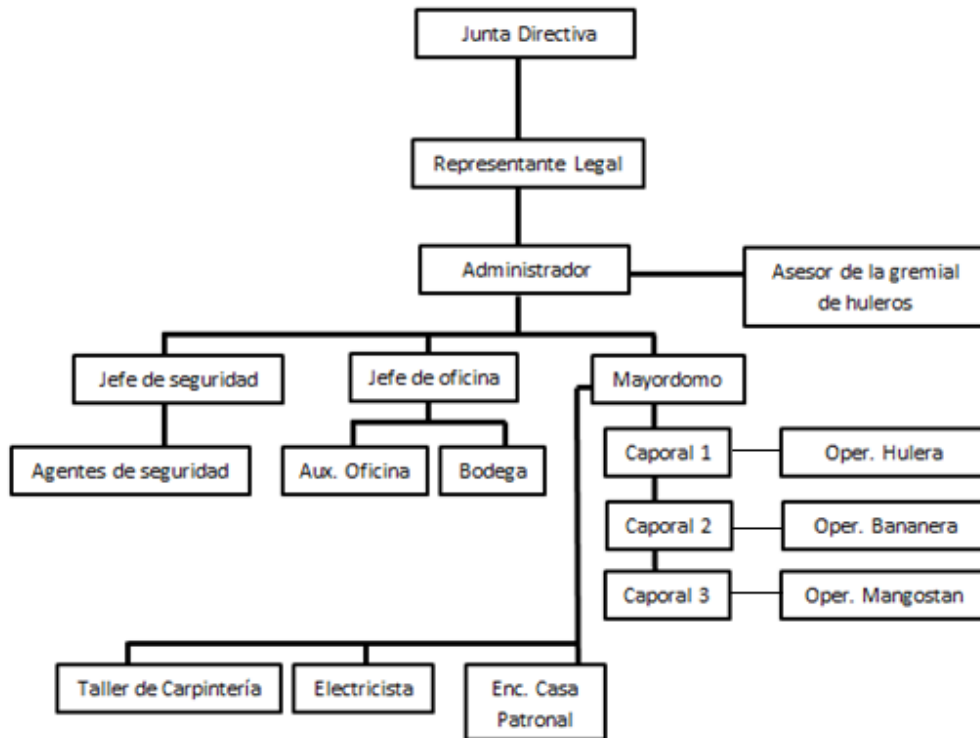 Junta Directiva
Representante Legal
Administrador
Asesor de la gremial
de huleros
Jefe de seguridad
Jefe de oficina
Mayordomo
Agentes de seguridad
Aux. Oficina
Bodega
Caporal 1
Oper. Hulera
Caporal 2
Oper. Bananera
Caporal 3
Oper. Mangostan
Taller de Carpintería
Electricista
Enc. Casa
Patronal